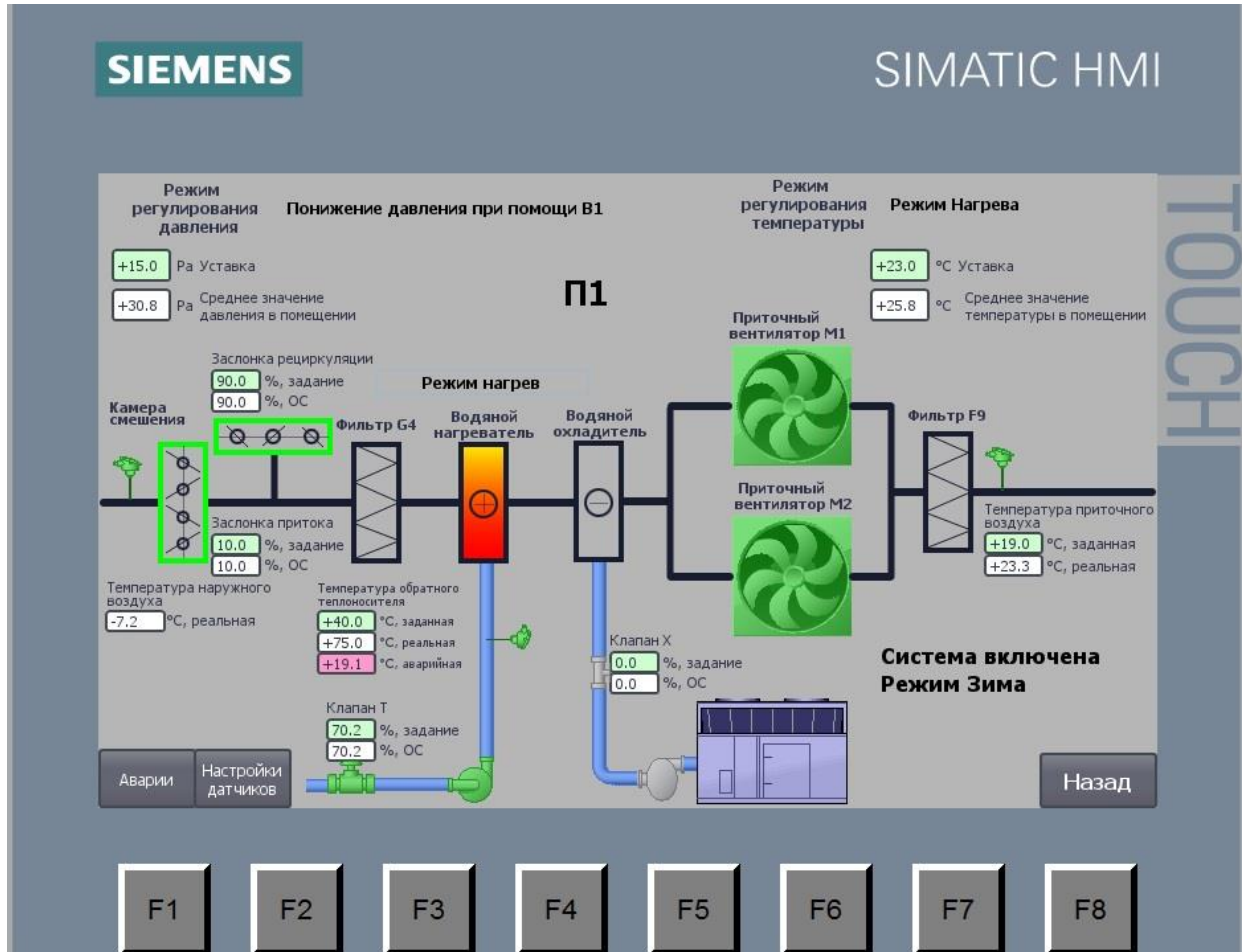 SIEMENS
SIMATIC HMI
TOUCH
Режим
регулирования
давления
Понижение давления при помощи В1
+15.0 Pa Уставка
+30.8 Pa Среднее значение
давления в помещении
П1
Режим
регулирования
температуры
Режим Нагрева
+23.0 °C Уставка
+25.8 °C Среднее значение
температуры в помещении
Заслонка рециркуляции
90.0 %, задание
90.0 %, ОС
Режим нагрев
Приточный
вентилятор М1
Камера
смешения
Фильтр G4
Водяной
нагреватель
Водяной
охладитель
Фильтр F9
Заслонка притока
10.0 %, задание
10.0 %, ОС
Приточный
вентилятор М2
Температура приточного
воздуха
+19.0 °C, заданная
+23.3 °C, реальная
Температура наружного
воздуха
-7.2 °C, реальная
Температура обратного
теплоносителя
+40.0 °C, заданная
+75.0 °C, реальная
+19.1 °C, аварийная
Клапан X
0.0 %, задание
0.0 %, ОС
Система включена
Режим Зима
Клапан Т
70.2 %, задание
70.2 %, ОС
Аварии
Настройки
датчиков
Назад
F1 F2 F3 F4 F5 F6 F7 F8